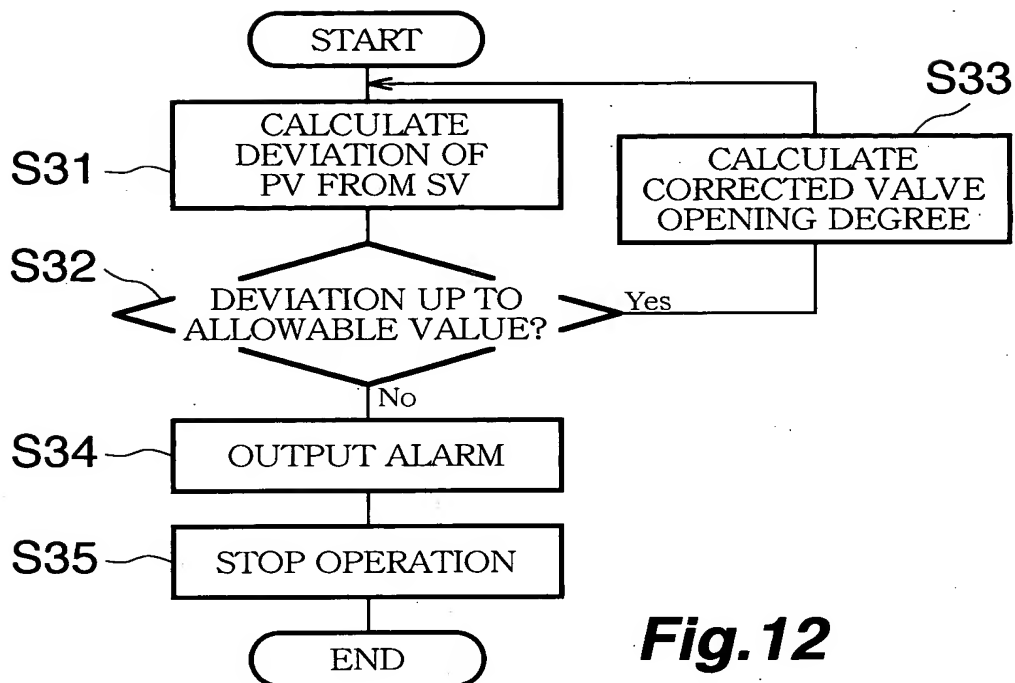 START
S31
CALCULATE
DEVIATION OF
PV FROM SV
S33
CALCULATE
CORRECTED VALVE
OPENING DEGREE
S32
DEVIATION UP TO
ALLOWABLE VALUE?
Yes
No
S34
OUTPUT ALARM
S35
STOP OPERATION
END
Fig.12